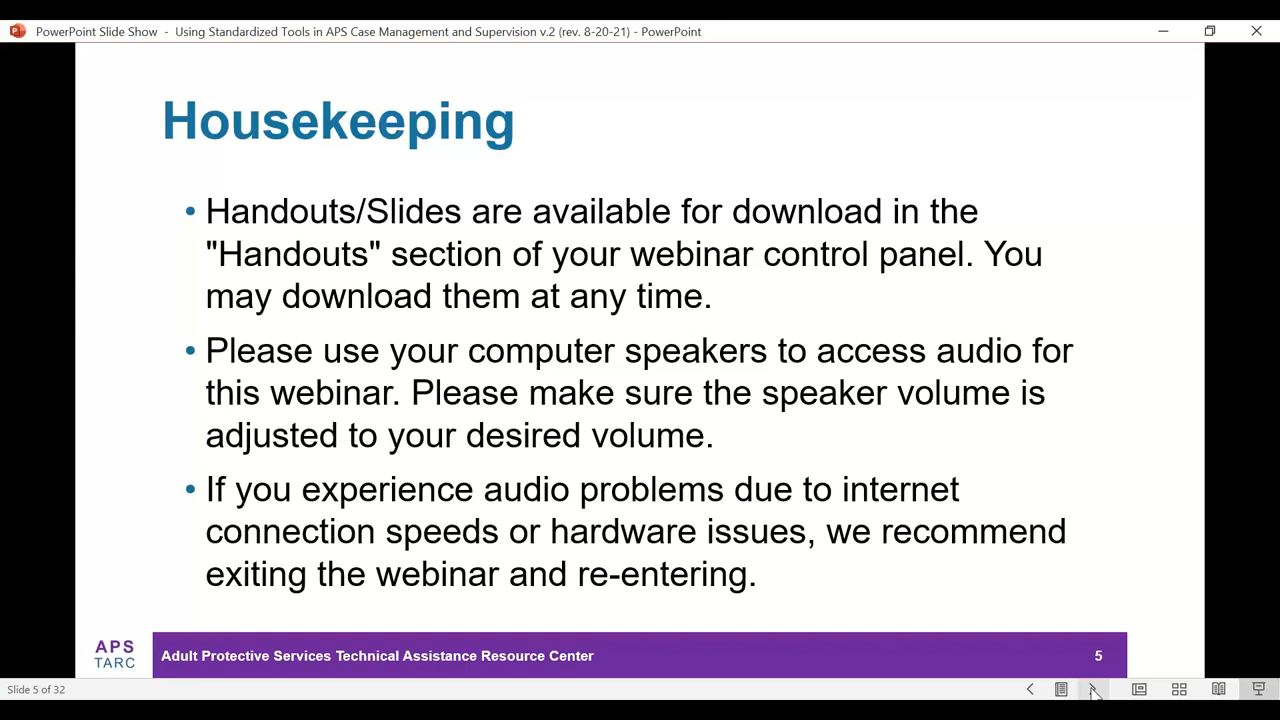 PowerPoint Slide Show - Using Standardized Tools in APS Case Management and Supervision v.2 (rev. 8-20-21) - PowerPoint
Housekeeping
• Handouts/Slides are available for download in the
"Handouts" section of your webinar control panel. You
may download them at any time.
• Please use your computer speakers to access audio for
this webinar. Please make sure the speaker volume is
adjusted to your desired volume.
• If you experience audio problems due to internet
connection speeds or hardware issues, we recommend
exiting the webinar and re-entering.
APS
TARC
Adult Protective Services Technical Assistance Resource Center
5
Slide 5 of 32